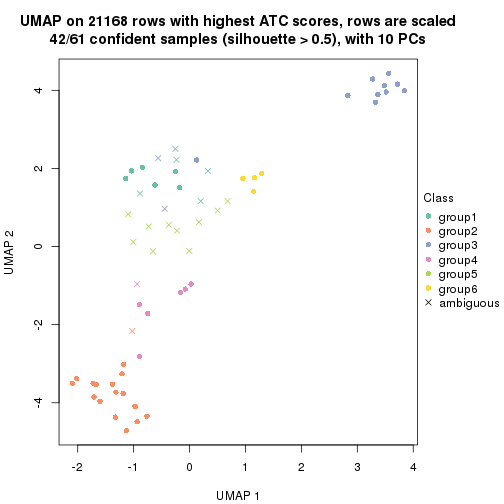 UMAP on 21168 rows with highest ATC scores, rows are scaled
42/61 confident samples (silhouette > 0.5), with 10 PCs
4
2
0
-2
-4
UMAP 2
-2
-1
0
1
2
3
4
UMAP 1
Class
group1
group2
group3
group4
group5
group6
ambiguous